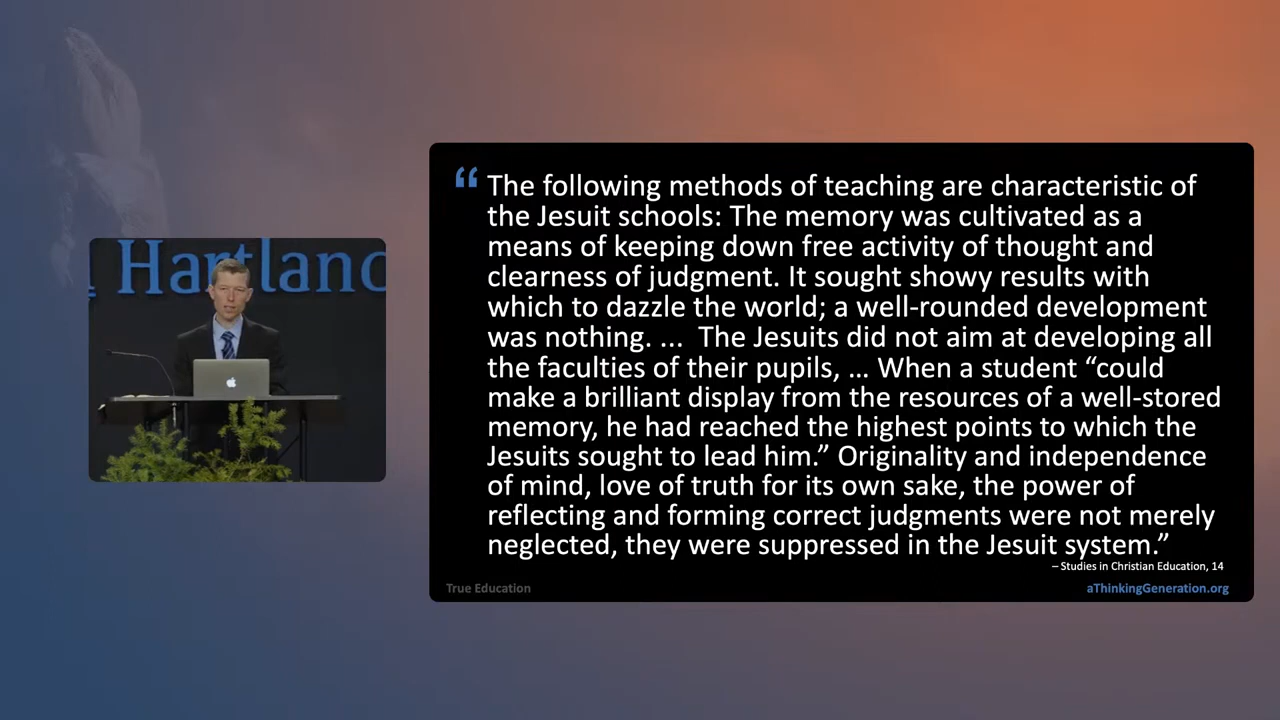 Hartland
“ The following methods of teaching are characteristic of
the Jesuit schools: The memory was cultivated as a
means of keeping down free activity of thought and
clearness of judgment. It sought showy results with
which to dazzle the world; a well-rounded development
was nothing. ... The Jesuits did not aim at developing all
the faculties of their pupils, … When a student “could
make a brilliant display from the resources of a well-stored
memory, he had reached the highest points to which the
Jesuits sought to lead him.” Originality and independence
of mind, love of truth for its own sake, the power of
reflecting and forming correct judgments were not merely
neglected, they were suppressed in the Jesuit system.”
– Studies in Christian Education, 14
True Education
aThinkingGeneration.org